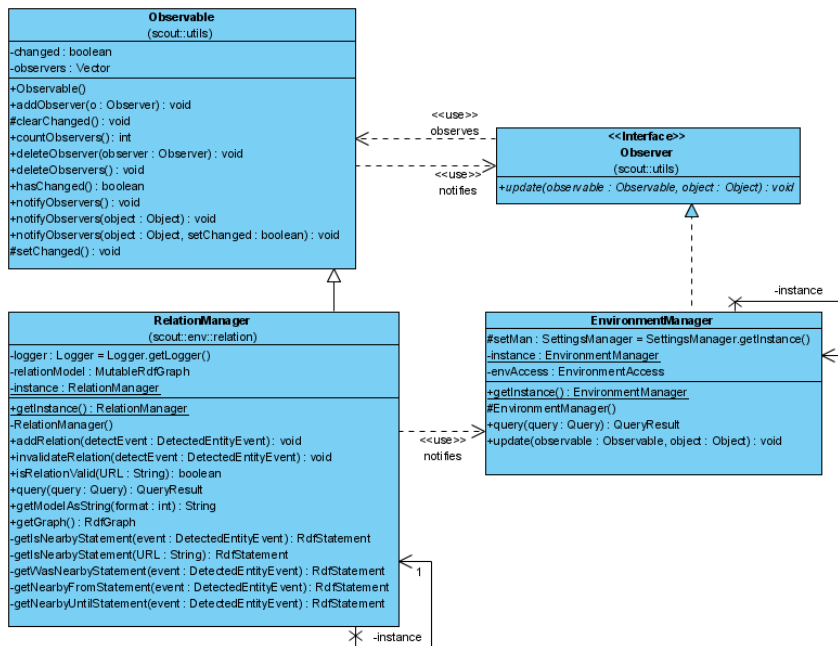 Observable
(scout::utils)
-changed : boolean
-observers : Vector
+Observable()
+addObserver(o : Observer) : void
#clearChanged() : void
+countObservers() : int
+deleteObserver(observer : Observer) : void
+deleteObservers() : void
+hasChanged() : boolean
+notifyObservers() : void
+notifyObservers(object : Object) : void
+notifyObservers(object : Object, setChanged : boolean) : void
#setChanged() : void
<<use>>
observes
<<use>>
notifies
<<Interface>>
Observer
(scout::utils)
+update(observable : Observable, object : Object) : void
RelationManager
(scout::env::relation)
-logger : Logger = Logger.getLogger()
-relationModel : MutableRdfGraph
-instance : RelationManager
+getInstance() : RelationManager
-RelationManager()
+addRelation(detectEvent : DetectedEntityEvent) : void
+invalidateRelation(detectEvent : DetectedEntityEvent) : void
+isRelationValid(URL : String) : boolean
+query(query : Query) : QueryResult
+getModelAsString(format : int) : String
+getGraph() : RdfGraph
-getIsNearbyStatement(event : DetectedEntityEvent) : RdfStatement
-getIsNearbyStatement(URL : String) : RdfStatement
-getWasNearbyStatement(event : DetectedEntityEvent) : RdfStatement
-getNearbyFromStatement(event : DetectedEntityEvent) : RdfStatement
-getNearbyUntilStatement(event : DetectedEntityEvent) : RdfStatement
1
-instance
<<use>>
notifies
-instance
EnvironmentManager
#setMan : SettingsManager = SettingsManager.getInstance()
-instance : EnvironmentManager
-envAccess : EnvironmentAccess
+getInstance() : EnvironmentManager
#EnvironmentManager()
+query(query : Query) : QueryResult
+update(observable : Observable, object : Object) : void